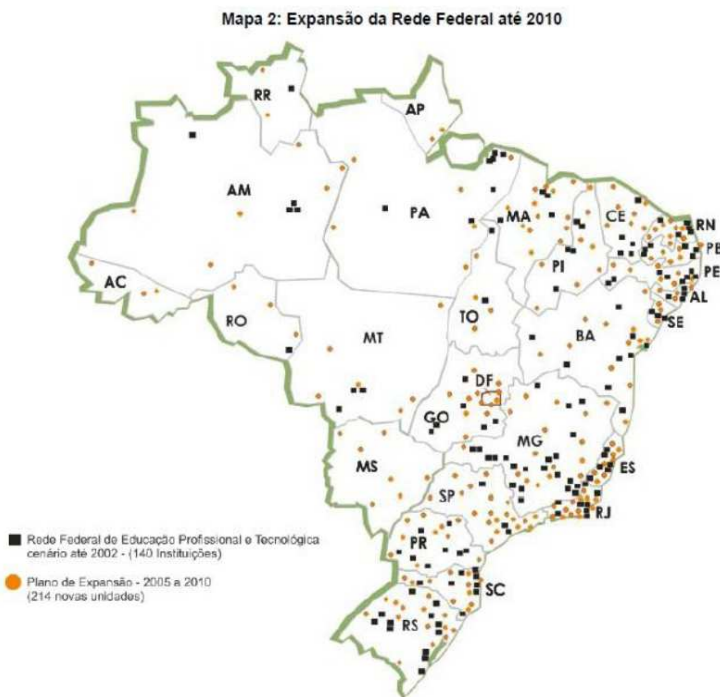 Mapa 2: Expansão da Rede Federal até 2010
RR
AP
AM
PA
MA
CE
RN
PB
PE
AL
SE
PI
AC
RO
MT
TO
BA
DF
GO
MG
ES
MS
SP
RJ
PR
SC
RS
Rede Federal de Educação Profissional e Tecnológica
cenário até 2002 - (140 Instituições)
Plano de Expansão - 2005 a 2010
(214 novas unidades)